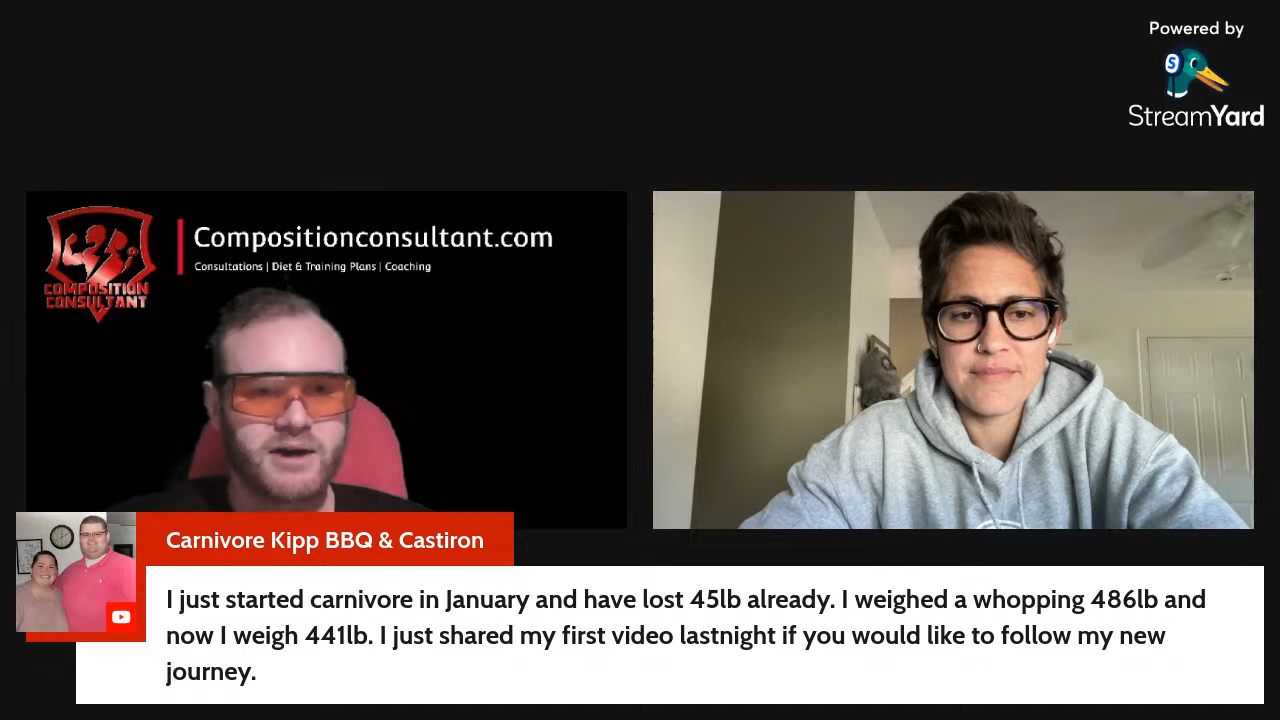 Powered by
S
StreamYard
Compositionconsultant.com
Consultations | Diet & Training Plans | Coaching
COMPOSITION
CONSULTANT
Carnivore Kipp BBQ & Castiron
I just started carnivore in January and have lost 45lb already. I weighed a whopping 486lb and
now I weigh 441lb. I just shared my first video lastnight if you would like to follow my new
journey.